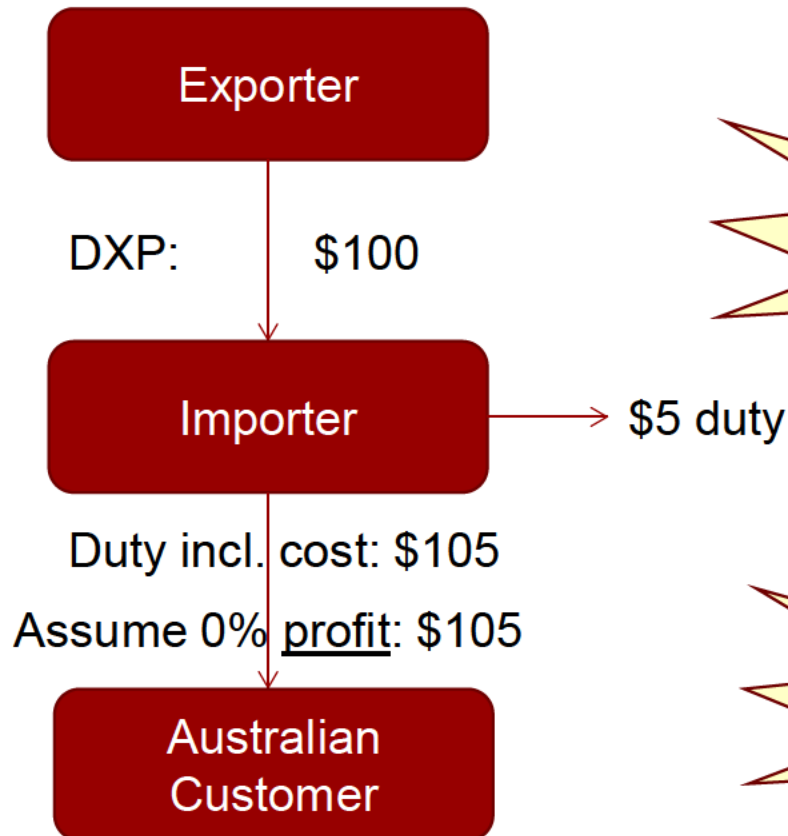 Exporter
DXP: $100
Importer
$5 duty
Duty incl. cost: $105
Assume 0% profit: $105
Australian
Customer